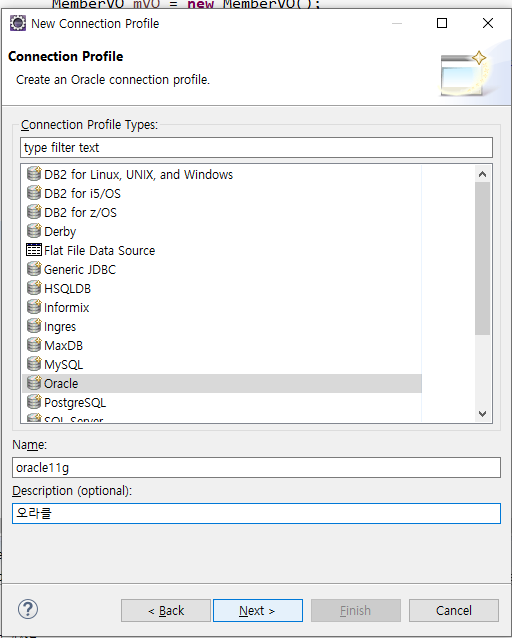 MemberVO mVO = new MemberVO();
New Connection Profile
Connection Profile
Create an Oracle connection profile.
Connection Profile Types:
type filter text
DB2 for Linux, UNIX, and Windows
DB2 for i5/OS
DB2 for z/OS
Derby
Flat File Data Source
Generic JDBC
HSQLDB
Informix
Ingres
MaxDB
MySQL
Oracle
PostgreSQL
SQL Server
Name:
oracle11g
Description (optional):
오라클
? < Back Next > Finish Cancel